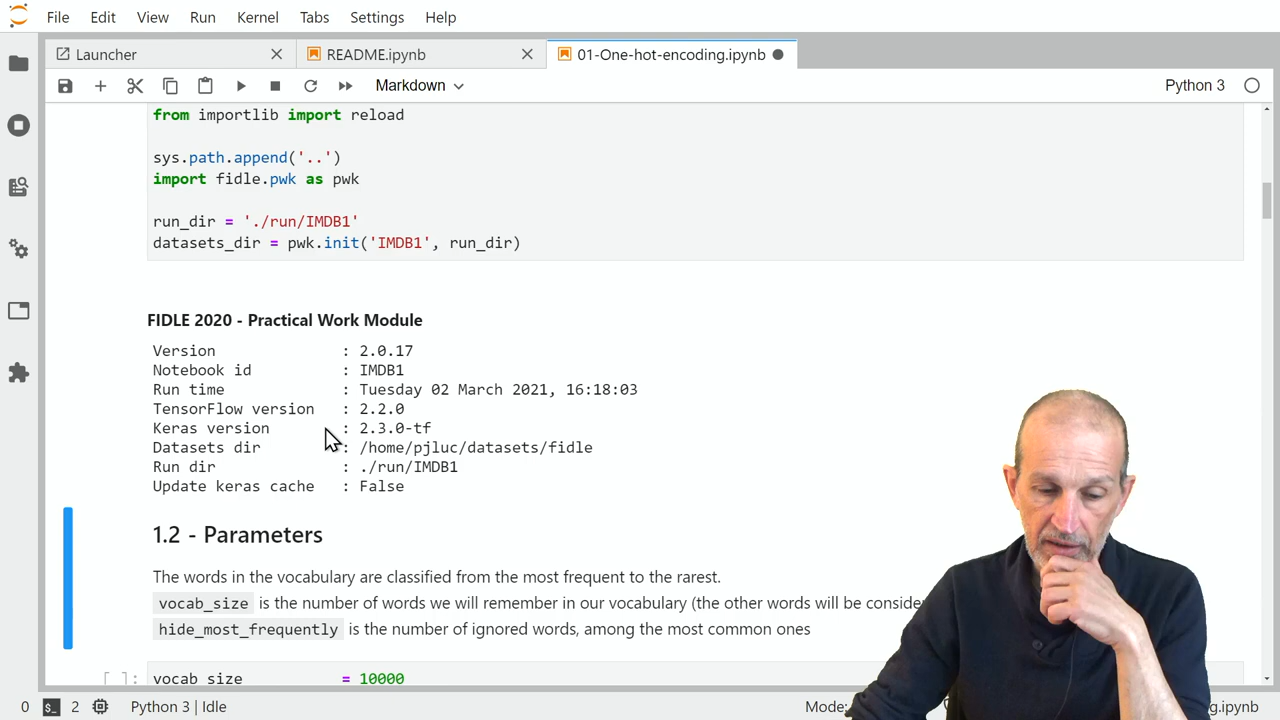 File Edit View Run Kernel Tabs Settings Help
Launcher README.ipynb 01-One-hot-encoding.ipynb
Markdown Python 3
from importlib import reload
sys.path.append('..')
import fidle.pwk as pwk
run_dir = './run/IMDB1'
datasets_dir = pwk.init('IMDB1', run_dir)
FIDLE 2020 - Practical Work Module
Version : 2.0.17
Notebook id : IMDB1
Run time : Tuesday 02 March 2021, 16:18:03
TensorFlow version : 2.2.0
Keras version : 2.3.0-tf
Datasets dir : /home/pjluc/datasets/fidle
Run dir : ./run/IMDB1
Update keras cache : False
1.2 - Parameters
The words in the vocabulary are classified from the most frequent to the rarest.
vocab_size is the number of words we will remember in our vocabulary (the other words will be
hide_most_frequently is the number of ignored words, among the most common ones
[ ]: vocab_size = 10000
0 $_ 2 Python 3 | Idle Mode: g.ipynb